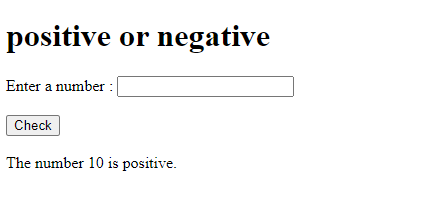 positive or negative
Enter a number :
Check
The number 10 is positive.